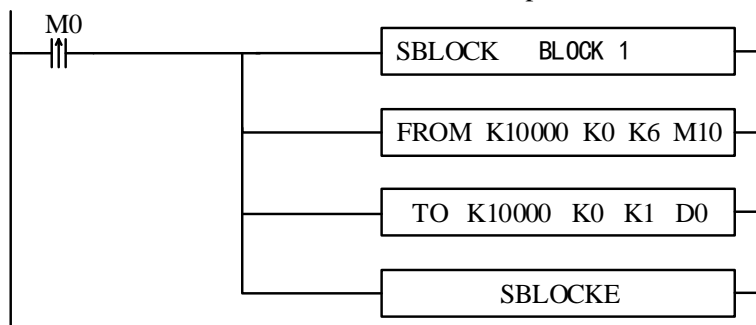 M0
SBLOCK BLOCK 1
FROM K10000 K0 K6 M10
TO K10000 K0 K1 D0
SBLOCKE